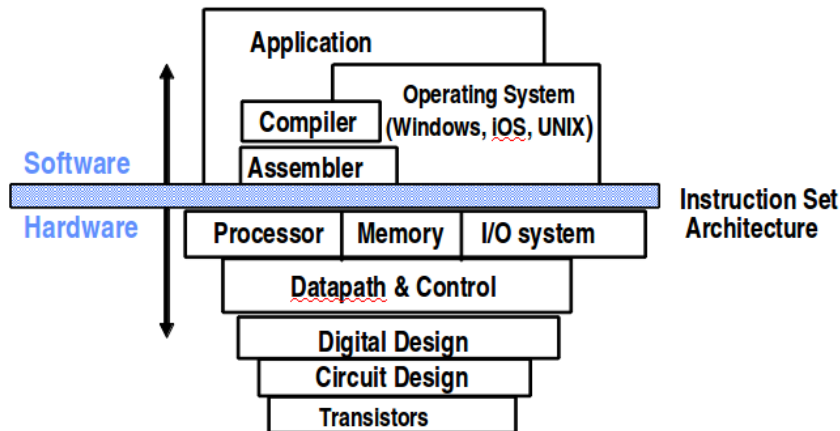 Application
Operating System
(Windows, iOS, UNIX)
Compiler
Assembler
Software
Hardware
Instruction Set
Architecture
Processor
Memory
I/O system
Datapath & Control
Digital Design
Circuit Design
Transistors